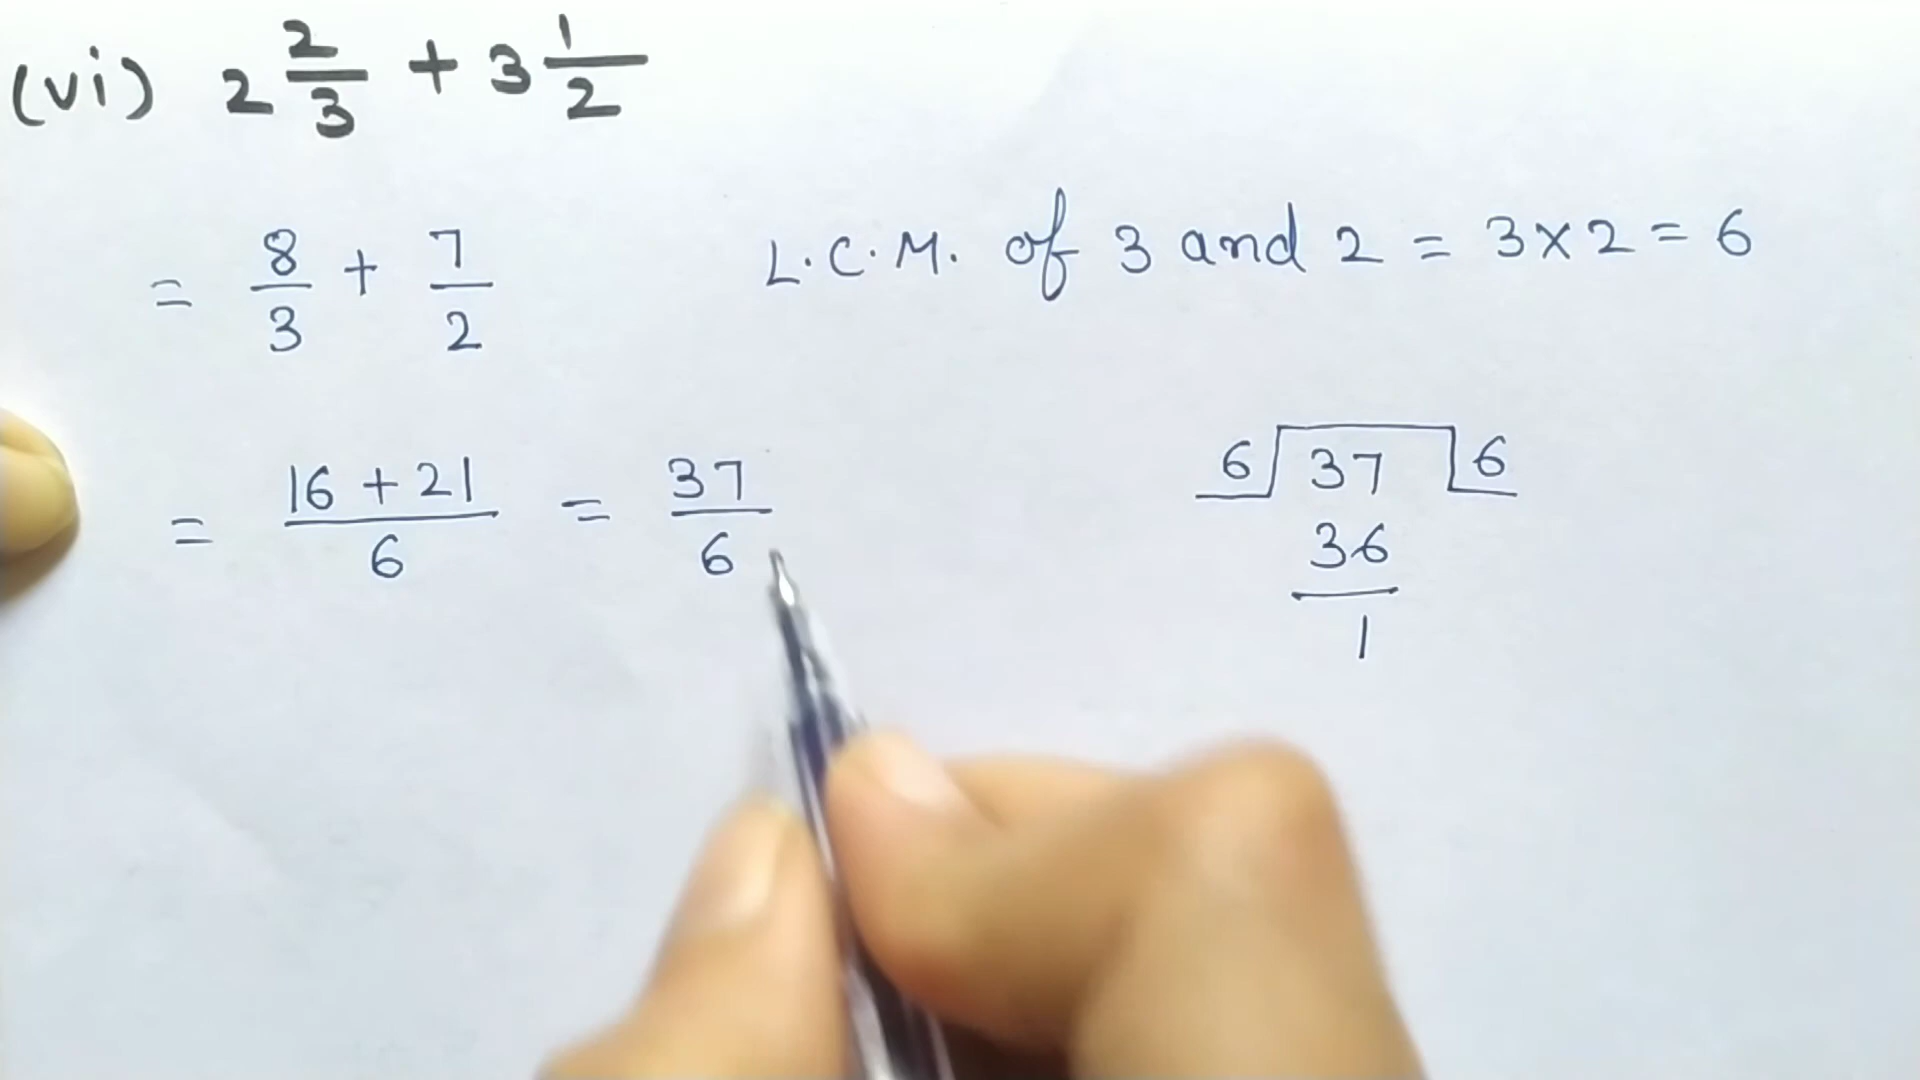 (vi) 2 2/3 + 3 1/2
= 8/3 + 7/2
L.C.M. of 3 and 2 = 3×2 = 6
= 16 + 21/6 = 37/6
6 37 6
36
1